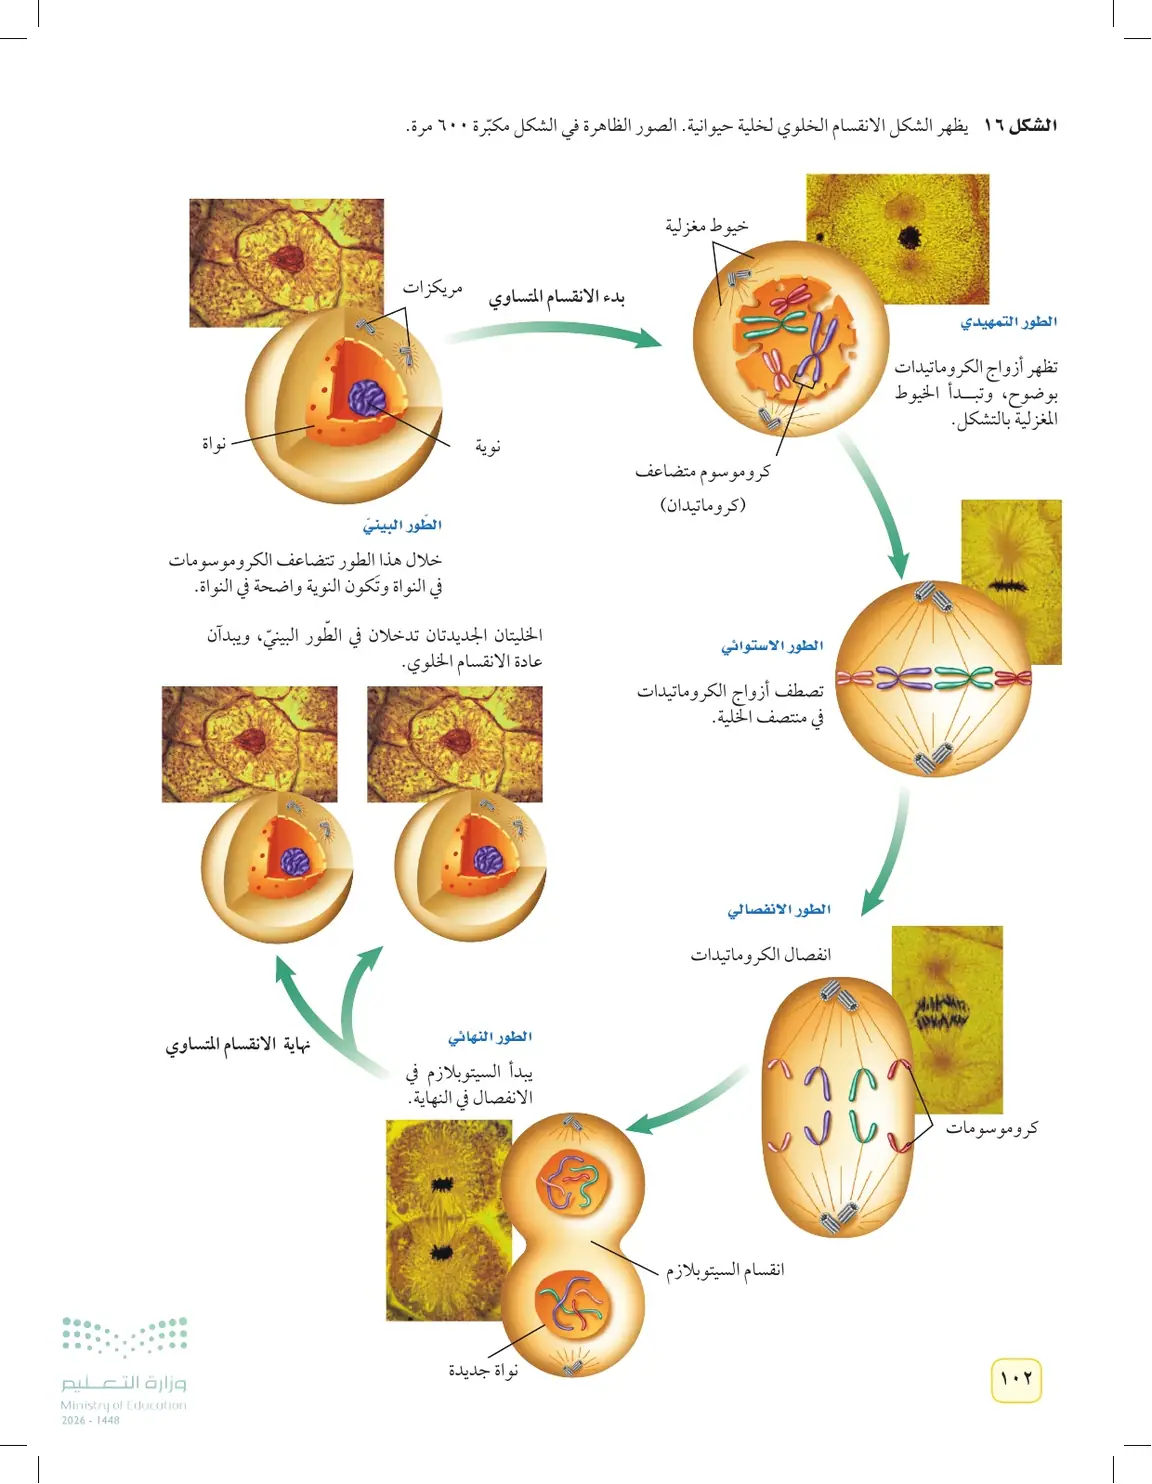 الشكل ١٦ يظهر الشكل الانقسام الخلوي لخلية حيوانية. الصور الظاهرة في الشكل مكبّرة ٦٠٠ مرة.
خيوط مغزلية
مريكزات
بدء الانقسام المتساوي
الطور التمهيدي
تظهر أزواج الكروماتيدات
بوضوح، وتبـــدأ الخيوط
المغزلية بالتشكل.
نواة
نوية
كروموسوم متضاعف
(كروماتيدان)
الطّور البينيّ
خلال هذا الطور تتضاعف الكروموسومات
في النواة وتَكون النوية واضحة في النواة.
الخليتان الجديدتان تدخلان في الطّور البينيّ، ويبدآن
عادة الانقسام الخلوي.
الطور الاستوائي
تصطف أزواج الكروماتيدات
في منتصف الخلية.
الطور الانفصالي
انفصال الكروماتيدات
نهاية الانقسام المتساوي
الطور النهائي
يبدأ السيتوبلازم في
الانفصال في النهاية.
كروموسومات
انقسام السيتوبلازم
نواة جديدة
وزارة التعليم
Ministry of Education
2026 - 1448
١٠٢